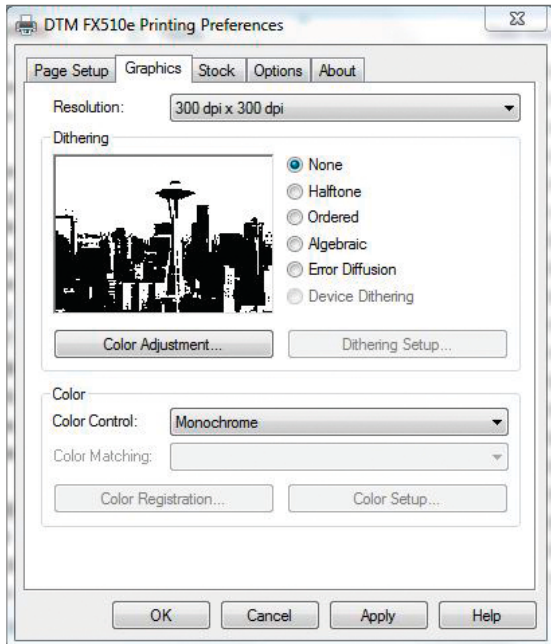 DTM FX510e Printing Preferences
Page Setup Graphics Stock Options About
Resolution: 300 dpi x 300 dpi
Dithering
None
Halftone
Ordered
Algebraic
Error Diffusion
Device Dithering
Color Adjustment... Dithering Setup...
Color
Color Control: Monochrome
Color Matching:
Color Registration... Color Setup...
OK Cancel Apply Help